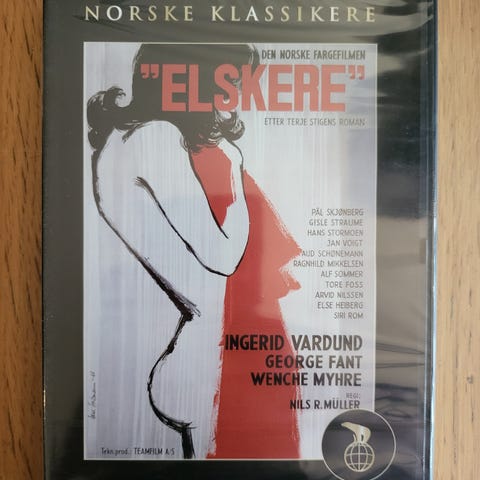 NORSKE KLASSIKERE
DEN NORSKE FARGEFILMEN
"ELSKERE"
ETTER TERJE STIGENS ROMAN
PÅL SKJØNBERG
GISLE STRAUME
HANS STORMOEN
JAN VOIGT
AUD SCHØNEMANN
RAGNHILD MIKKELSEN
ALF SOMMER
TORE FOSS
ARVID NILSSEN
ELSE HEIBERG
SIRI ROM
INGERID VARDUND
GEORGE FANT
WENCHE MYHRE
REGI:
NILS R. MÜLLER
Tekn. prod.: TEAMFILM A/S